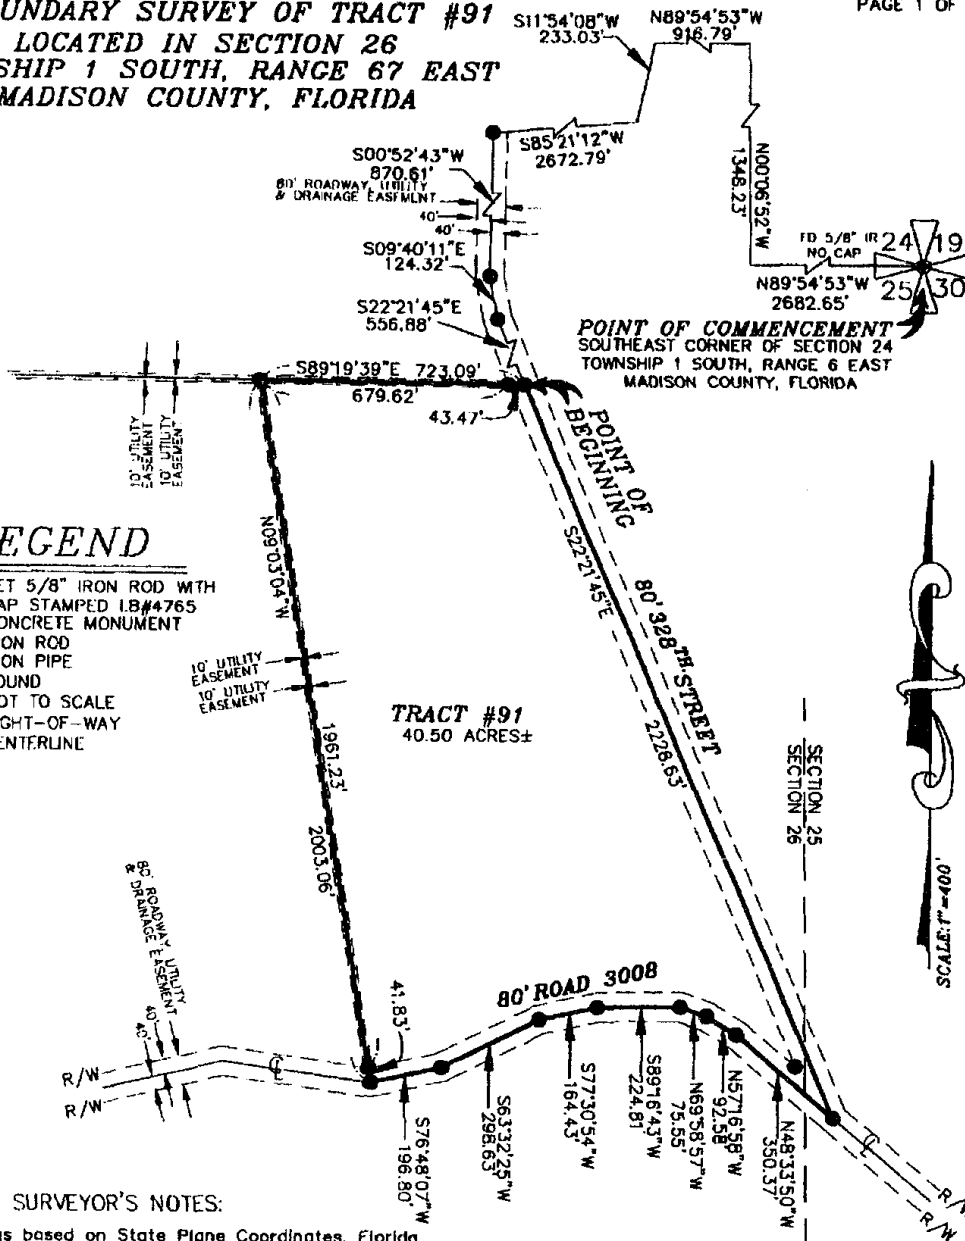 UNDARY SURVEY OF TRACT #91
LOCATED IN SECTION 26
SHIP 1 SOUTH, RANGE 67 EAST
MADISON COUNTY, FLORIDA
PAGE 1 OF
S11°54'08"W
233.03'
N89°54'53"W
916.79'
S85°21'12"W
2672.79'
S00°52'43"W
870.61'
80' ROADWAY, UTILITY
& DRAINAGE EASEMENT
40'
40'
N00°06'52"W
1348.23'
FD 5/8" IR
NO CAP
24 19
25 30
N89°54'53"W
2682.65'
S09°40'11"E
124.32'
S22°21'45"E
556.88'
POINT OF COMMENCEMENT
SOUTHEAST CORNER OF SECTION 24
TOWNSHIP 1 SOUTH, RANGE 6 EAST
MADISON COUNTY, FLORIDA
S89°19'39"E 723.09'
679.62'
43.47'
POINT OF
BEGINNING
10' UTILITY
EASEMENT
10' UTILITY
EASEMENT
EGEND
ET 5/8" IRON ROD WITH
AP STAMPED LB#4765
ONCRETE MONUMENT
ON ROD
ON PIPE
OUND
OT TO SCALE
GHT-OF-WAY
ENTERLINE
N09°03'04"W
S22°21'45"E
80' 328TH. STREET
10' UTILITY
EASEMENT
10' UTILITY
EASEMENT
TRACT #91
40.50 ACRES±
1961.23'
2003.06'
2228.53'
SECTION 25
SECTION 26
SCALE: 1"=400'
80' ROADWAY UTILITY
& DRAINAGE EASEMENT
40'
40'
41.83'
80' ROAD 3008
R/W
R/W
S76°48'07"W
196.80'
S63°32'25"W
298.63'
S77°30'54"W
164.43'
S89°16'43"W
224.81'
N69°58'57"W
75.55'
N57°16'58"W
92.58'
N48°33'50"W
350.37'
R/W
R/W
SURVEYOR'S NOTES:
as based on State Plane Coordinates, Florida